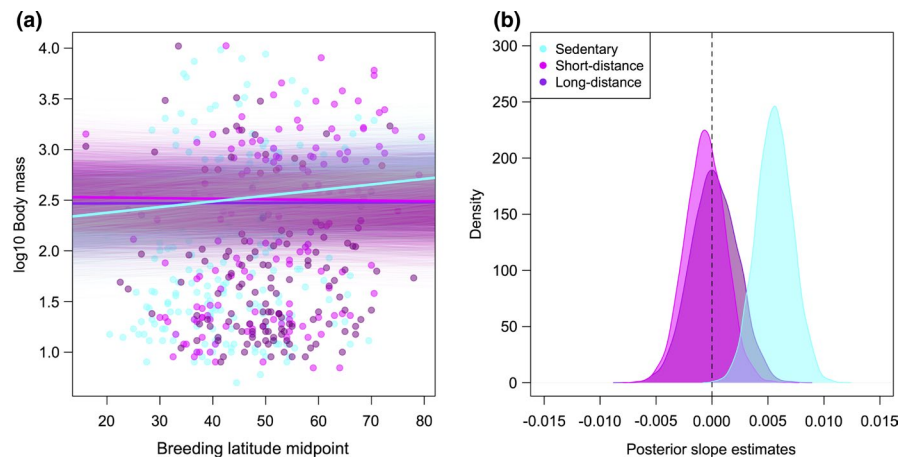 (a)
4.0
3.5
3.0
2.5
2.0
1.5
1.0
log10 Body mass
20 30 40 50 60 70 80
Breeding latitude midpoint
(b)
Sedentary
Short-distance
Long-distance
300
250
200
150
100
50
0
Density
-0.015 -0.010 -0.005 0.000 0.005 0.010 0.015
Posterior slope estimates